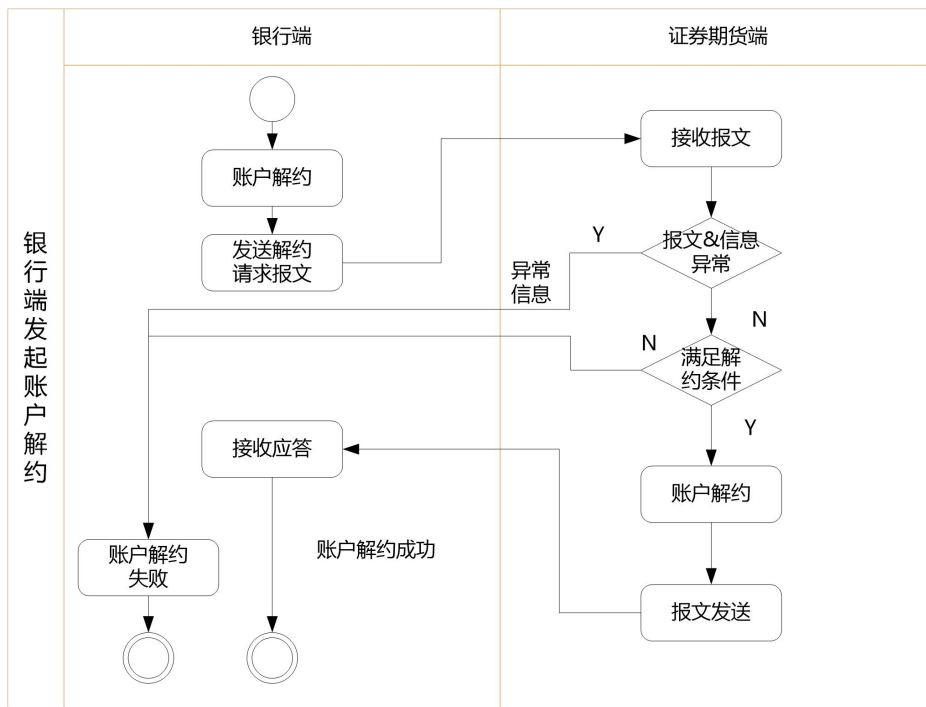 银行端
证券期货端
银行端发起账户解约
账户解约
发送解约
请求报文
接收报文
报文&信息
异常
Y
异常
信息
N
满足解
约条件
N
Y
接收应答
账户解约
账户解约成功
账户解约
失败
报文发送